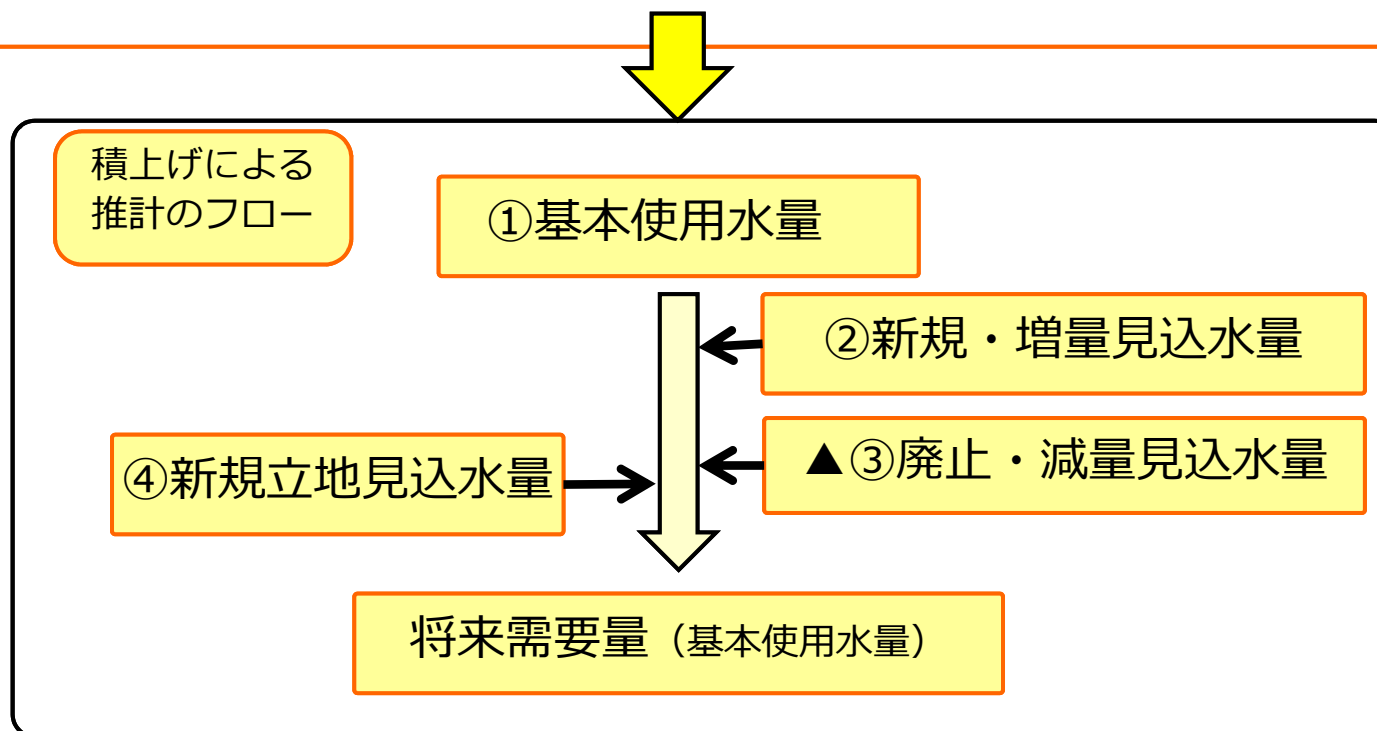 積上げによる
推計のフロー
①基本使用水量
②新規・増量見込水量
▲③廃止・減量見込水量
④新規立地見込水量
将来需要量（基本使用水量）